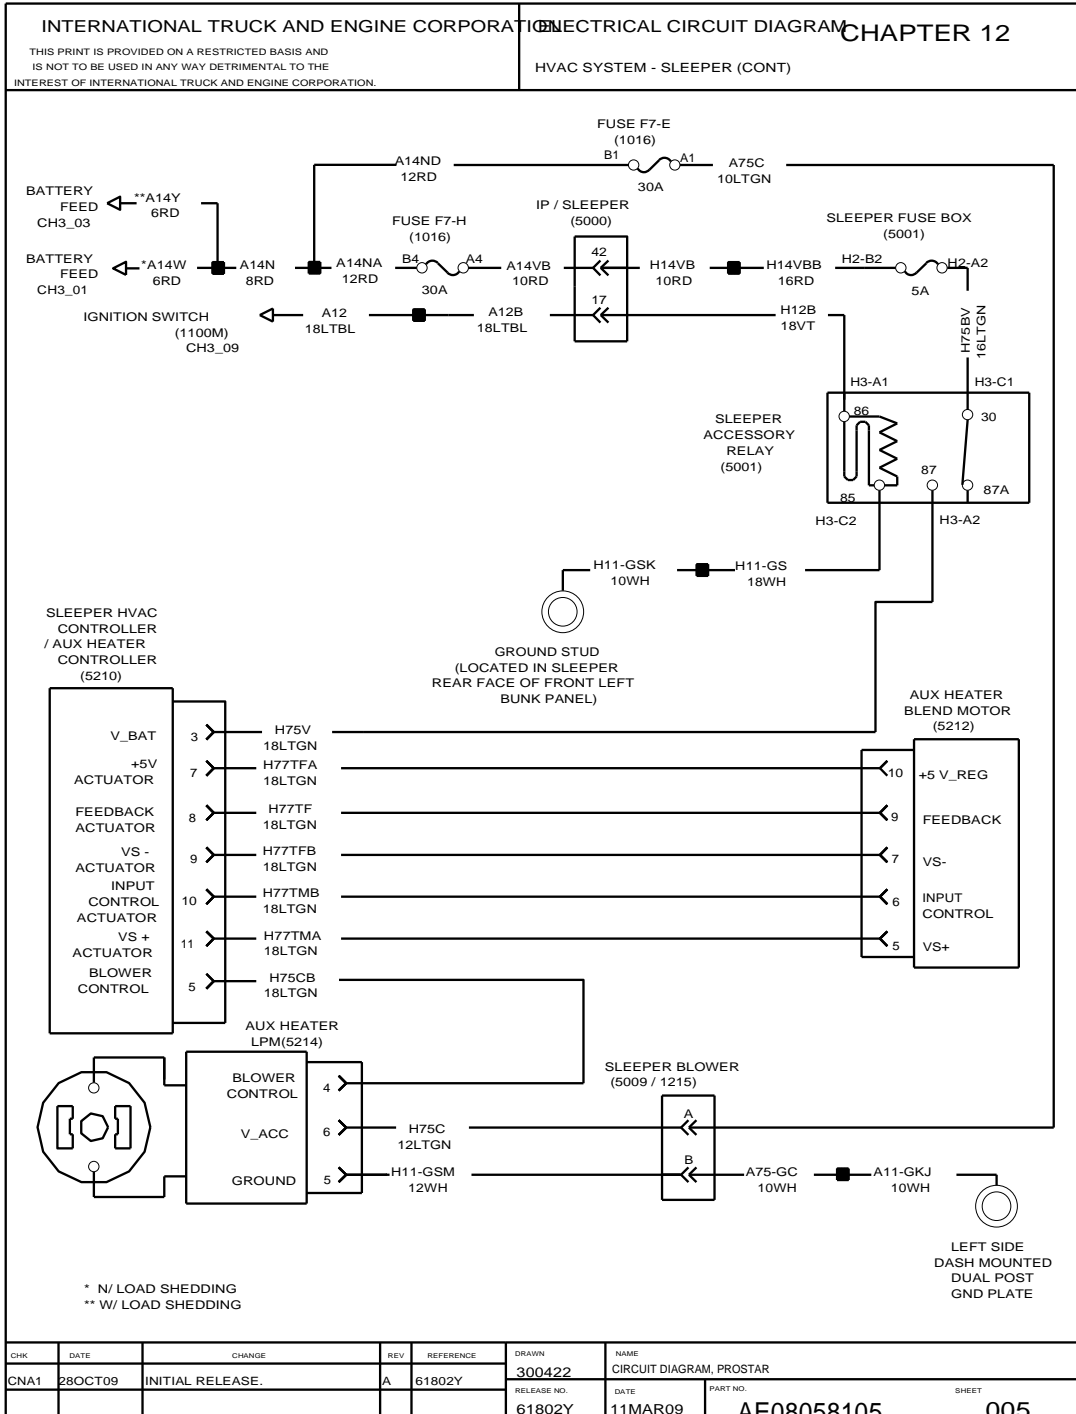 INTERNATIONAL TRUCK AND ENGINE CORPORATION
ELECTRICAL CIRCUIT DIAGRAM
CHAPTER 12
THIS PRINT IS PROVIDED ON A RESTRICTED BASIS AND
IS NOT TO BE USED IN ANY WAY DETRIMENTAL TO THE
INTEREST OF INTERNATIONAL TRUCK AND ENGINE CORPORATION.
HVAC SYSTEM - SLEEPER (CONT)
FUSE F7-E
(1016)
B1
A1
30A
A14ND
12RD
A75C
10LTGN
BATTERY
FEED
CH3_03
**A14Y
6RD
FUSE F7-H
(1016)
B4
A4
30A
IP / SLEEPER
(5000)
42
17
SLEEPER FUSE BOX
(5001)
H2-B2
H2-A2
5A
BATTERY
FEED
CH3_01
*A14W
6RD
A14N
8RD
A14NA
12RD
A14VB
10RD
H14VB
10RD
H14VBB
16RD
IGNITION SWITCH
(1100M)
CH3_09
A12
18LTBL
A12B
18LTBL
H12B
18VT
H75BV
16LTGN
H3-A1
H3-C1
SLEEPER
ACCESSORY
RELAY
(5001)
86
30
87
85
87A
H3-C2
H3-A2
H11-GSK
10WH
H11-GS
18WH
GROUND STUD
(LOCATED IN SLEEPER
REAR FACE OF FRONT LEFT
BUNK PANEL)
SLEEPER HVAC
CONTROLLER
/ AUX HEATER
CONTROLLER
(5210)
AUX HEATER
BLEND MOTOR
(5212)
V_BAT
3
H75V
18LTGN
+5V
ACTUATOR
7
H77TFA
18LTGN
10
+5 V_REG
FEEDBACK
ACTUATOR
8
H77TF
18LTGN
9
FEEDBACK
VS -
ACTUATOR
9
H77TFB
18LTGN
7
VS-
INPUT
CONTROL
ACTUATOR
10
H77TMB
18LTGN
6
INPUT
CONTROL
VS +
ACTUATOR
11
H77TMA
18LTGN
5
VS+
BLOWER
CONTROL
5
H75CB
18LTGN
AUX HEATER
LPM(5214)
SLEEPER BLOWER
(5009 / 1215)
BLOWER
CONTROL
4
V_ACC
6
H75C
12LTGN
A
GROUND
5
H11-GSM
12WH
B
A75-GC
10WH
A11-GKJ
10WH
LEFT SIDE
DASH MOUNTED
DUAL POST
GND PLATE
* N/ LOAD SHEDDING
** W/ LOAD SHEDDING
CHK DATE CHANGE REV REFERENCE
CNA1 28OCT09 INITIAL RELEASE. A 61802Y
DRAWN
300422
NAME
CIRCUIT DIAGRAM, PROSTAR
RELEASE NO.
61802Y
DATE
11MAR09
PART NO.
AE08058105
SHEET
005